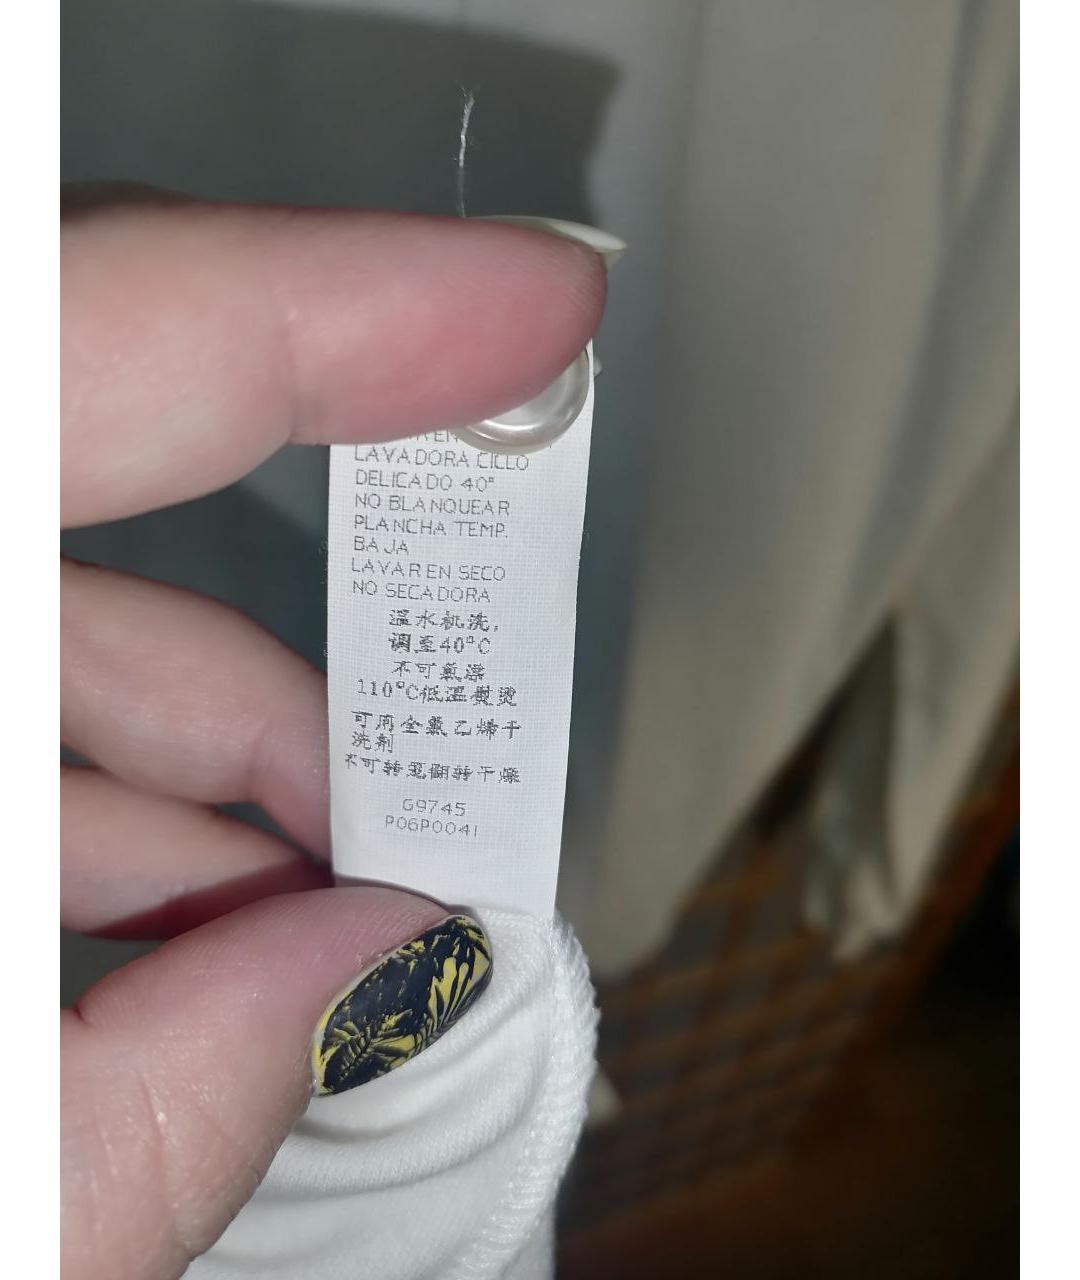 LAVADORA CICLO
DELICADO 40°
NO BLANQUEAR
PLANCHA TEMP.
BAJA
LAVAR EN SECO
NO SECADORA
温水机洗,
调至40°C
不可氯漂
110°C低温熨烫
可用全氯乙烯干
洗剂
不可转笼翻转干燥
G9745
P06P0041